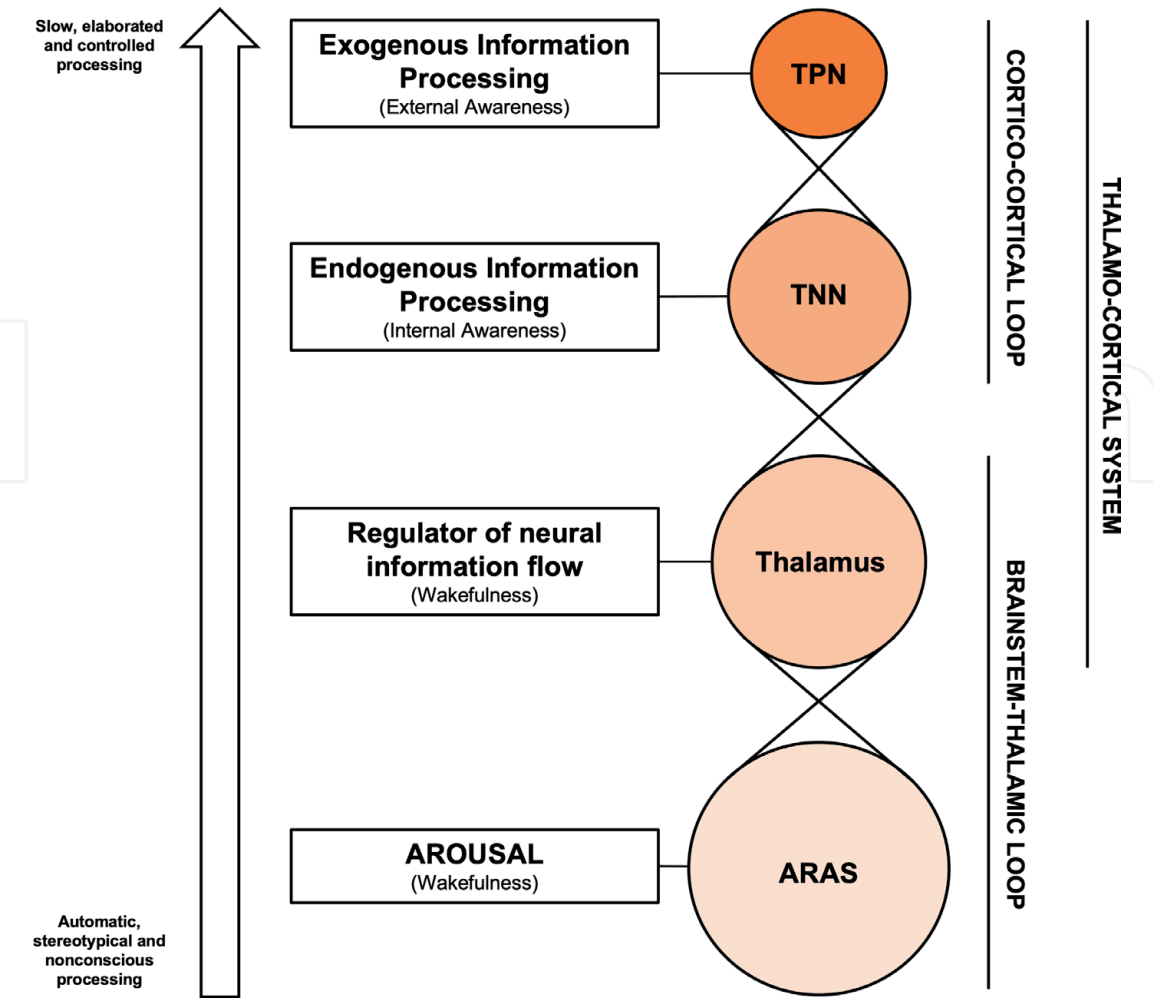 Slow, elaborated
and controlled
processing
Exogenous Information
Processing
(External Awareness)
TPN
Endogenous Information
Processing
(Internal Awareness)
TNN
Regulator of neural
information flow
(Wakefulness)
Thalamus
AROUSAL
(Wakefulness)
ARAS
Automatic,
stereotypical and
nonconscious
processing
CORTICO-CORTICAL LOOP
BRAINSTEM-THALAMIC LOOP
THALAMO-CORTICAL SYSTEM